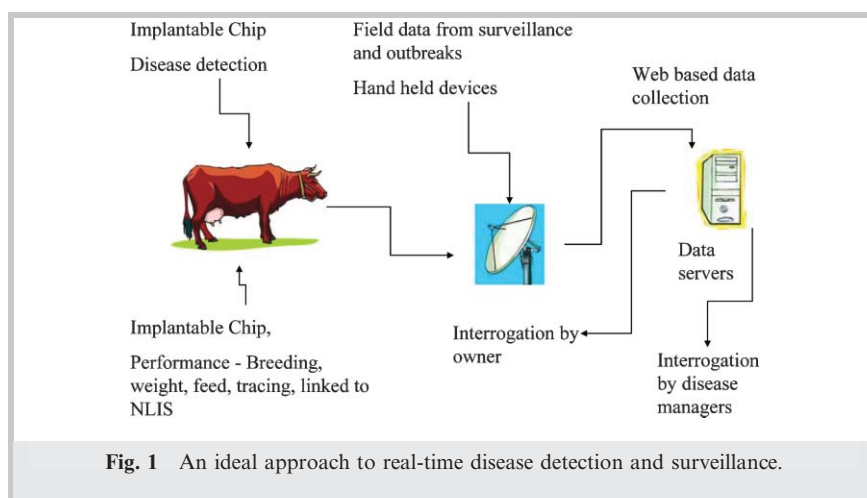 Implantable Chip
Disease detection
Field data from surveillance
and outbreaks
Hand held devices
Web based data
collection
Data
servers
Implantable Chip,
Performance - Breeding,
weight, feed, tracing, linked to
NLIS
Interrogation by
owner
Interrogation
by disease
managers
Fig. 1 An ideal approach to real-time disease detection and surveillance.